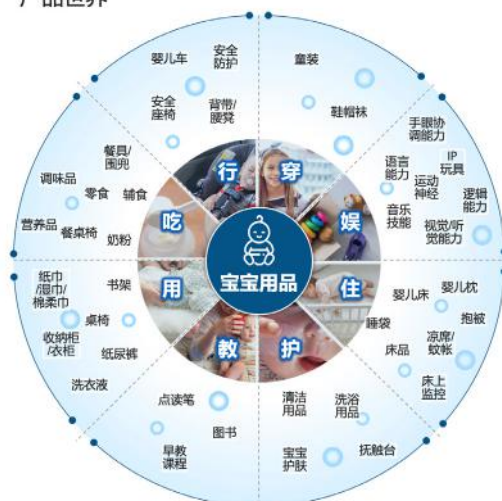 产品世界
婴儿车
安全
防护
安全
座椅
背带/
腰凳
行
童装
鞋帽袜
穿
手眼协
调能力
语言
能力
IP
玩具
运动
神经
逻辑
能力
音乐
技能
视觉/听
觉能力
娱
餐具/
围兜
调味品
零食
辅食
营养品
餐桌椅
奶粉
吃
宝宝用品
纸巾
/湿巾/
棉柔巾
书架
桌椅
收纳柜
/衣柜
纸尿裤
洗衣液
用
婴儿床
婴儿枕
抱被
睡袋
凉席/
蚊帐
床品
床上
监控
住
点读笔
图书
早教
课程
教
清洁
用品
洗浴
用品
宝宝
护肤
抚触台
护